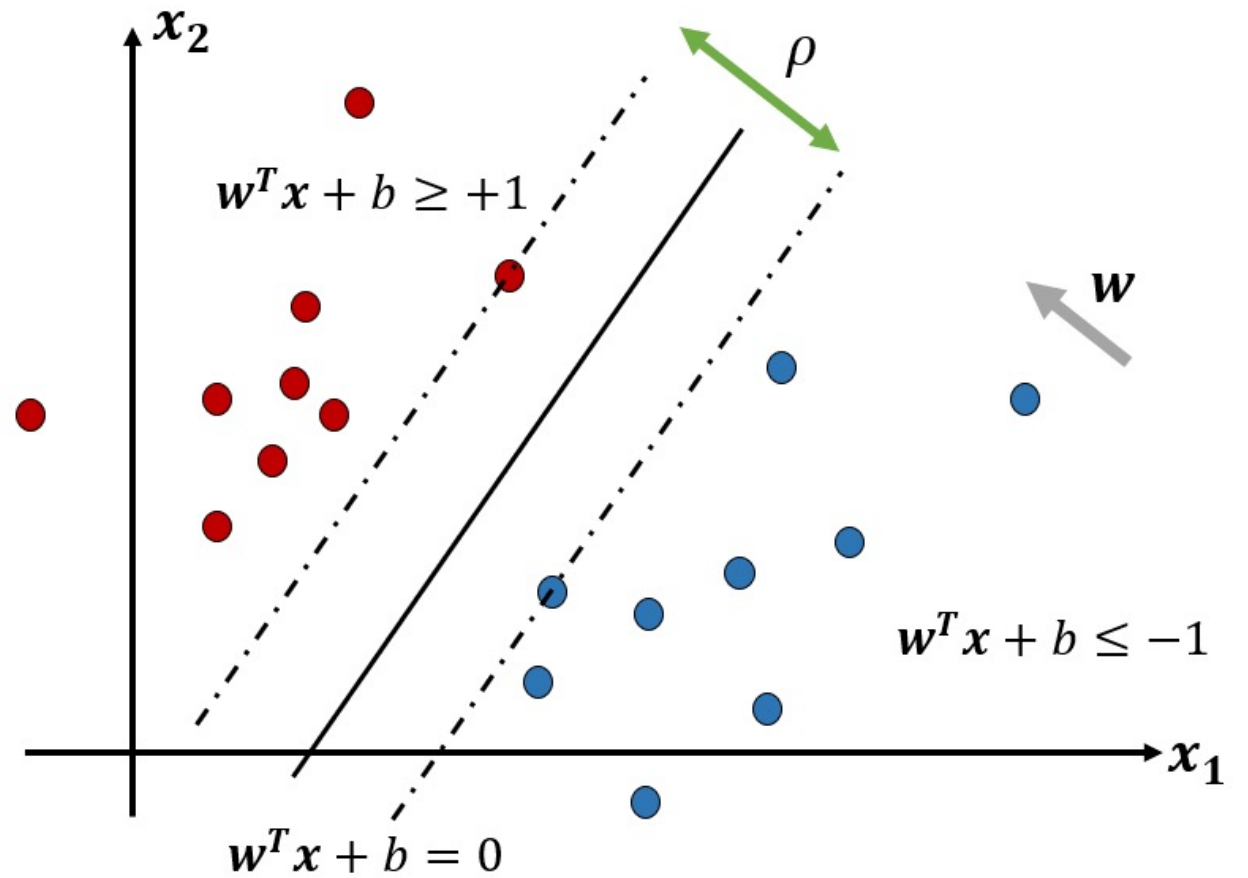 x₂
ρ
wᵀx + b ≥ +1
w
wᵀx + b ≤ −1
x₁
wᵀx + b = 0